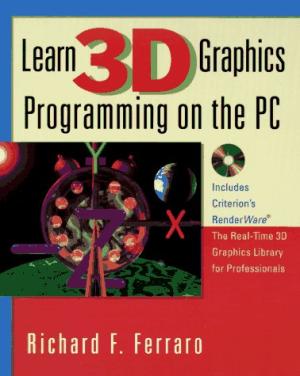 Learn 3D Graphics
Programming on the PC
Includes
Criterion's
RenderWare®
The Real-Time 3D
Graphics Library
for Professionals
Z
X
Richard F. Ferraro